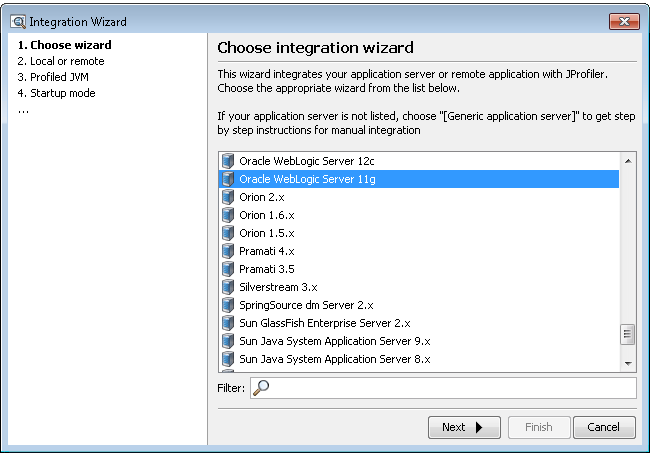 Integration Wizard
1. Choose wizard
2. Local or remote
3. Profiled JVM
4. Startup mode
...
Choose integration wizard
This wizard integrates your application server or remote application with JProfiler.
Choose the appropriate wizard from the list below.
If your application server is not listed, choose "[Generic application server]" to get step
by step instructions for manual integration
Oracle WebLogic Server 12c
Oracle WebLogic Server 11g
Orion 2.x
Orion 1.6.x
Orion 1.5.x
Pramati 4.x
Pramati 3.5
Silverstream 3.x
SpringSource dm Server 2.x
Sun GlassFish Enterprise Server 2.x
Sun Java System Application Server 9.x
Sun Java System Application Server 8.x
Filter:
Next
Finish
Cancel